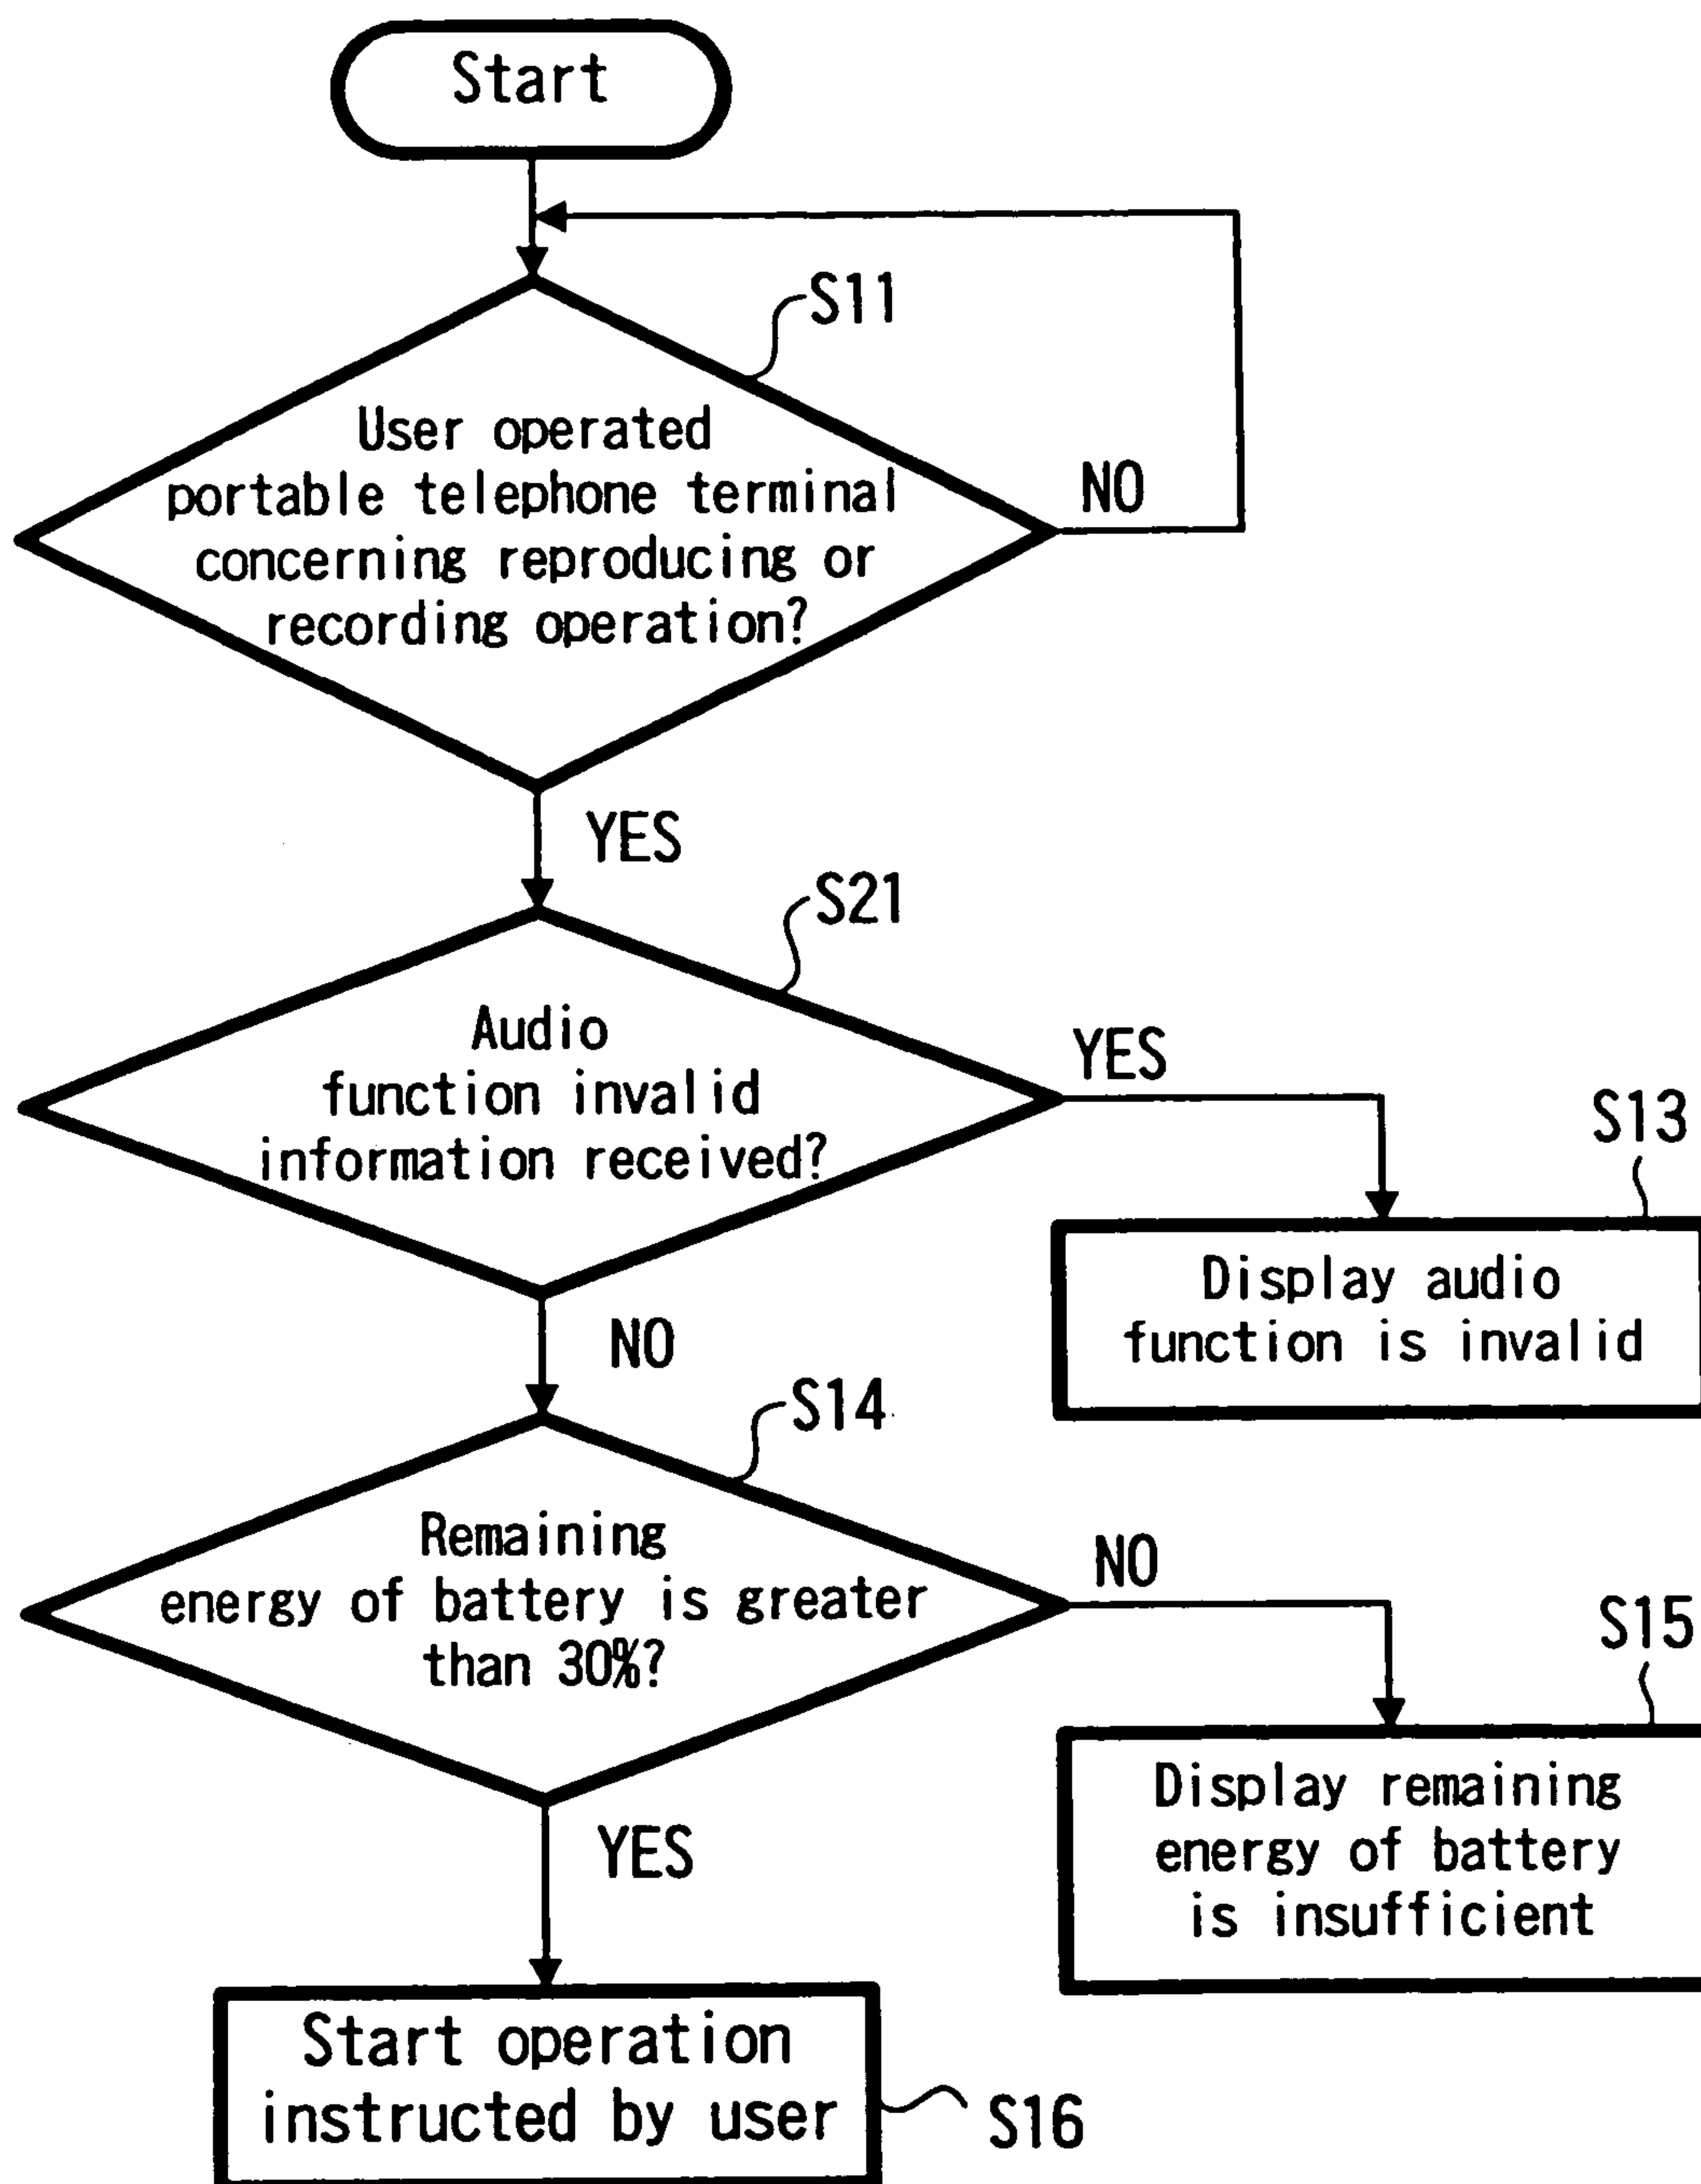 Start
S11
User operated
portable telephone terminal
concerning reproducing or
recording operation?
NO
YES
S21
Audio
function invalid
information received?
YES
S13
Display audio
function is invalid
NO
S14
Remaining
energy of battery is greater
than 30%?
NO
S15
Display remaining
energy of battery
is insufficient
YES
Start operation
instructed by user
S16